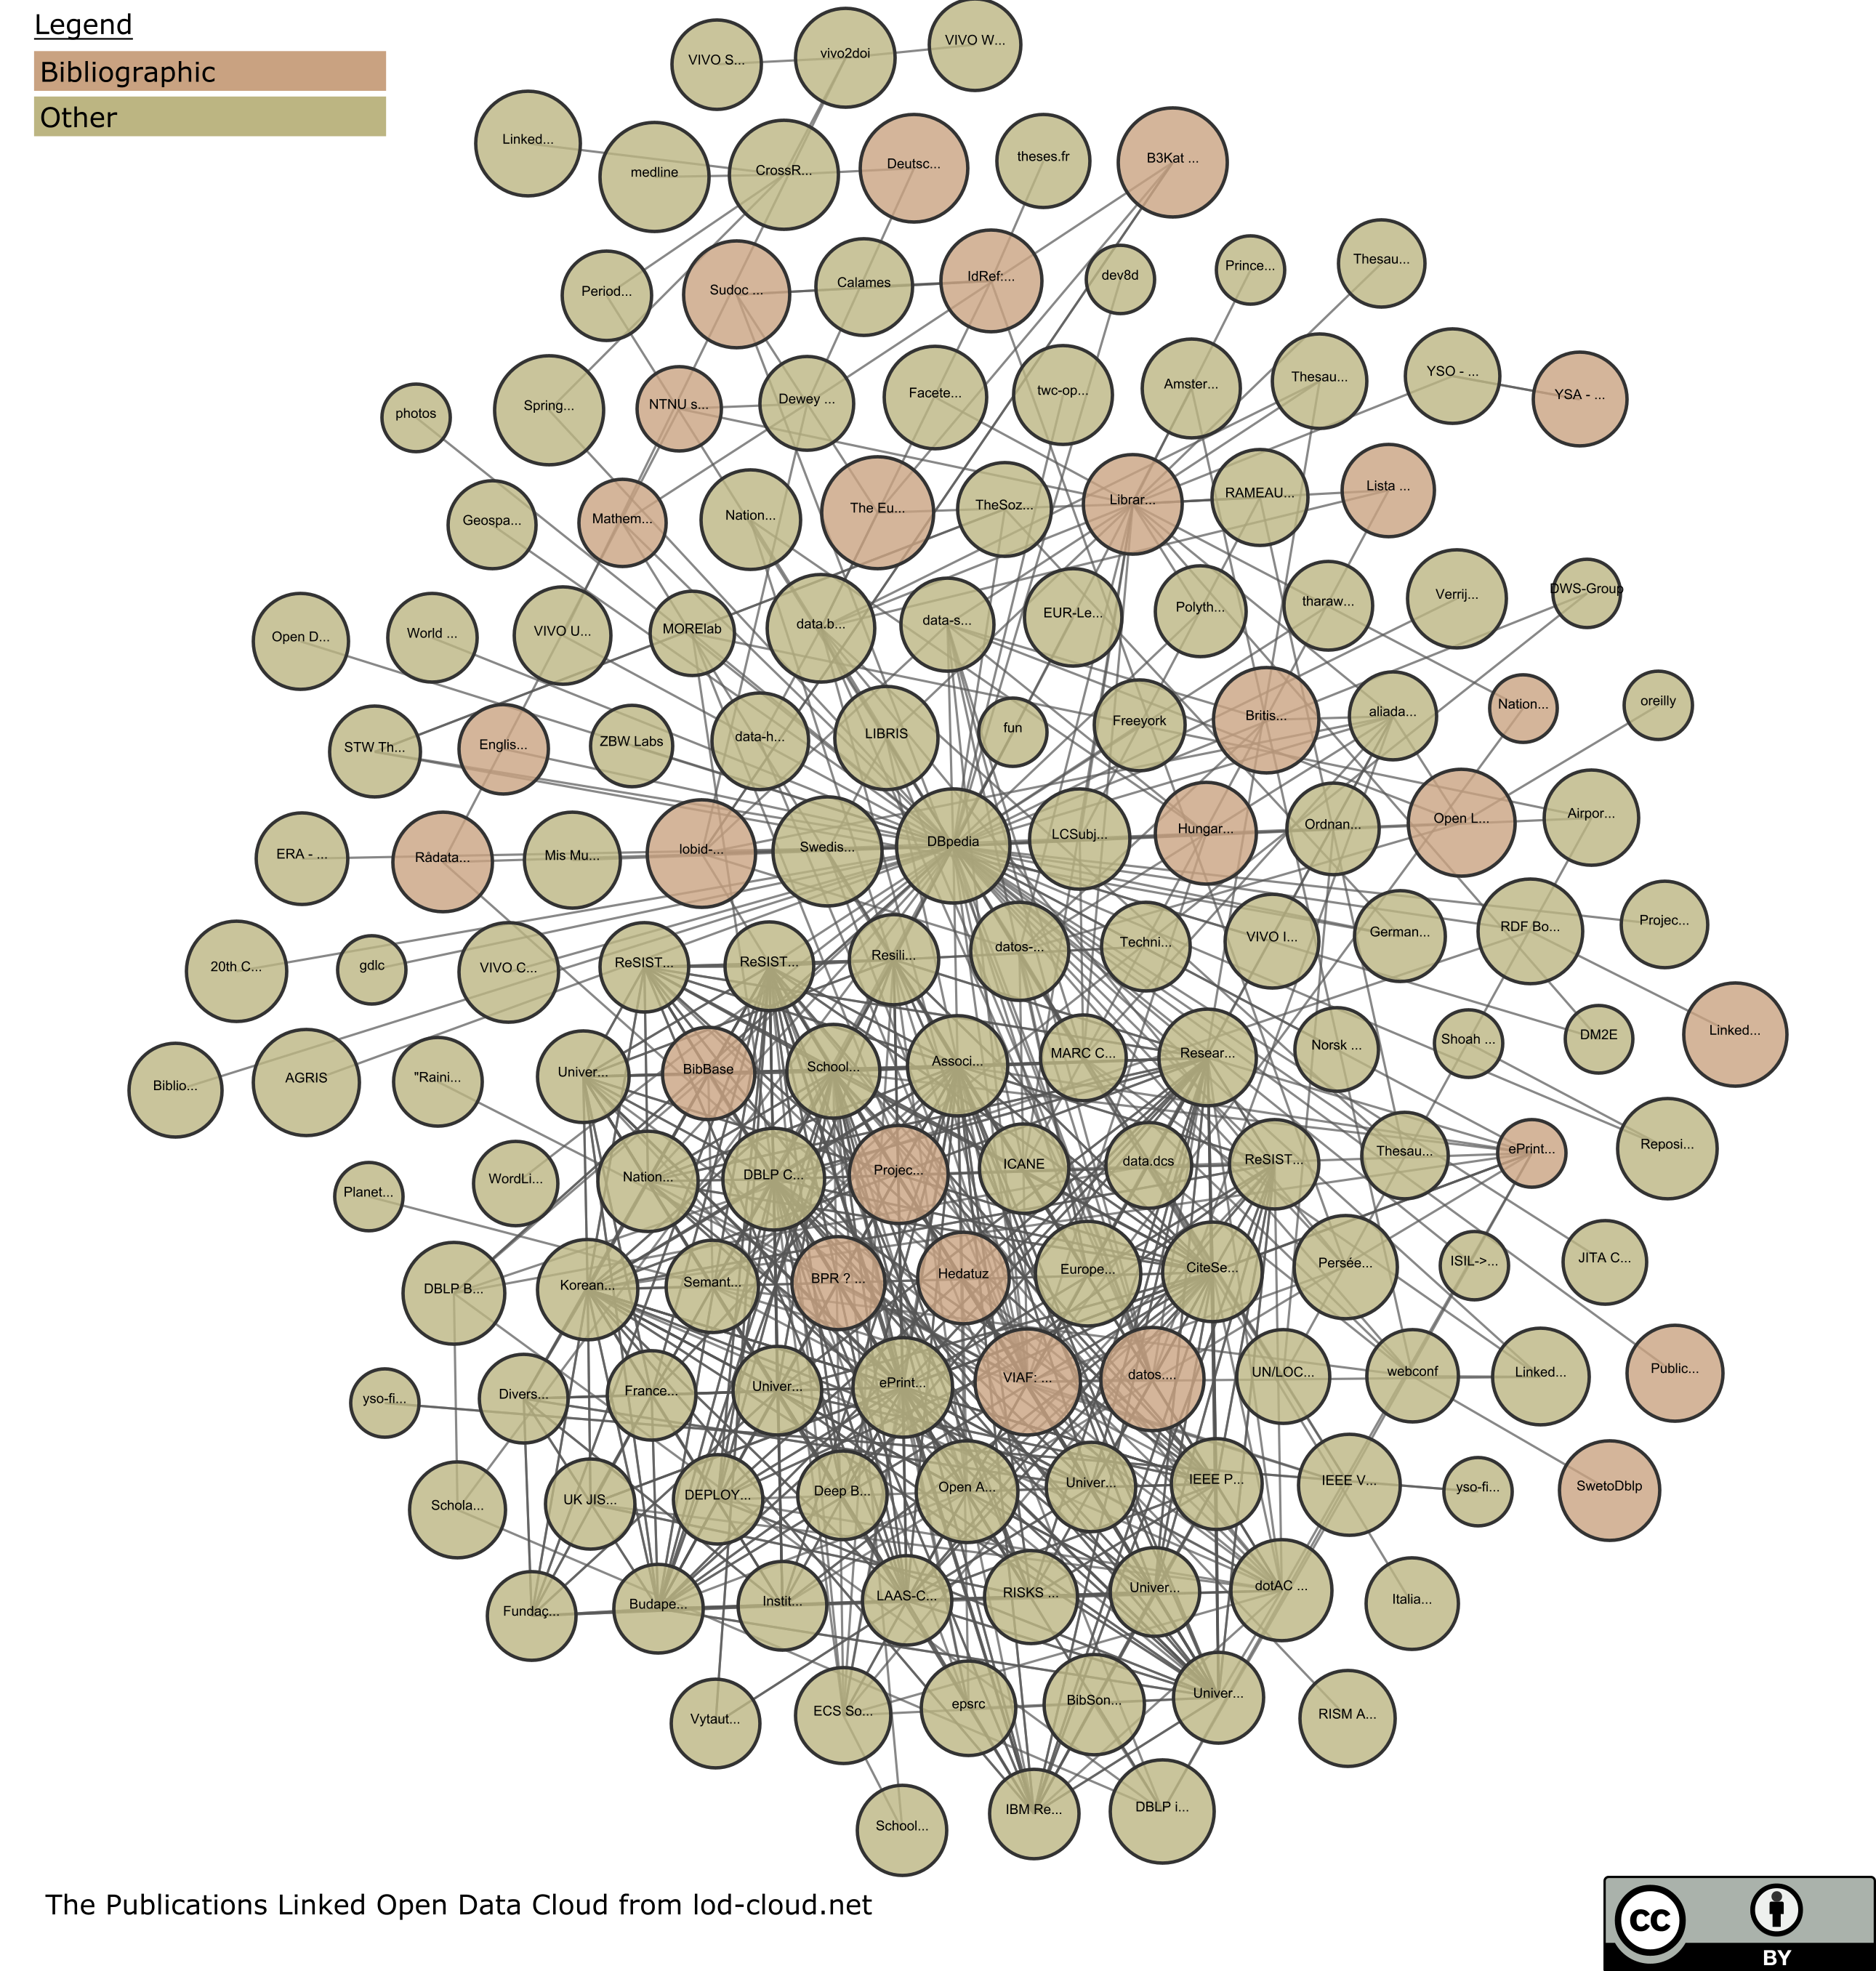 Legend
Bibliographic
Other
VIVO S...
vivo2doi
VIVO W...
Linked...
medline
CrossR...
Deutsc...
theses.fr
B3Kat ...
Period...
Sudoc ...
Calames
IdRef:...
dev8d
Prince...
Thesau...
photos
Spring...
NTNU s...
Dewey ...
Facete...
twc-op...
Amster...
Thesau...
YSO - ...
YSA - ...
Geospa...
Mathem...
Nation...
The Eu...
TheSoz...
Librar...
RAMEAU...
Lista ...
Open D...
World ...
VIVO U...
MORElab
data.b...
data-s...
EUR-Le...
Polyth...
tharaw...
Verrij...
DWS-Group
STW Th...
Englis...
ZBW Labs
data-h...
LIBRIS
fun
Freeyork
Britis...
aliada...
Nation...
oreilly
ERA - ...
Rådata...
Mis Mu...
lobid-...
Swedis...
DBpedia
LCSubj...
Hungar...
Ordnan...
Open L...
Airpor...
20th C...
gdlc
VIVO C...
ReSIST...
ReSIST...
Resili...
datos-...
Techni...
VIVO I...
German...
RDF Bo...
Projec...
Biblio...
AGRIS
"Raini...
Univer...
BibBase
School...
Associ...
MARC C...
Resear...
Norsk ...
Shoah ...
DM2E
Linked...
Planet...
WordLi...
Nation...
DBLP C...
Projec...
ICANE
data.dcs
ReSIST...
Thesau...
ePrint...
Reposi...
DBLP B...
Korean...
Semant...
BPR ? ...
Hedatuz
Europe...
CiteSe...
Persée...
ISIL->...
JITA C...
yso-fi...
Divers...
France...
Univer...
ePrint...
VIAF: ...
datos....
UN/LOC...
webconf
Linked...
Public...
Schola...
UK JIS...
DEPLOY...
Deep B...
Open A...
Univer...
IEEE P...
IEEE V...
yso-fi...
SwetoDblp
Fundaç...
Budape...
Instit...
LAAS-C...
RISKS ...
Univer...
dotAC ...
Italia...
Vytaut...
ECS So...
epsrc
BibSon...
Univer...
RISM A...
School...
IBM Re...
DBLP i...
The Publications Linked Open Data Cloud from lod-cloud.net
cc
BY